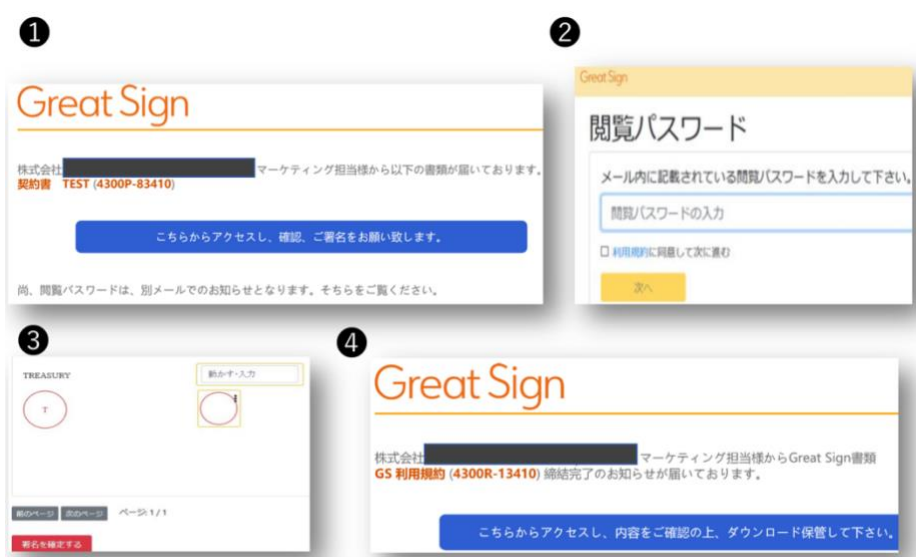 ❶
Great Sign
株式会社 マーケティング担当様から以下の書類が届いております。
契約書 TEST (4300P-83410)
こちらからアクセスし、確認、ご署名をお願い致します。
尚、閲覧パスワードは、別メールでのお知らせとなります。そちらをご覧ください。
❷
Great Sign
閲覧パスワード
メール内に記載されている閲覧パスワードを入力して下さい。
閲覧パスワードの入力
利用規約に同意して次に進む
次へ
❸
TREASURY
動かす・入力
T
前のページ 次のページ ページ: 1 / 1
署名を確定する
❹
Great Sign
株式会社 マーケティング担当様からGreat Sign書類
GS 利用規約 (4300R-13410) 締結完了のお知らせが届いております。
こちらからアクセスし、内容をご確認の上、ダウンロード保管して下さい。